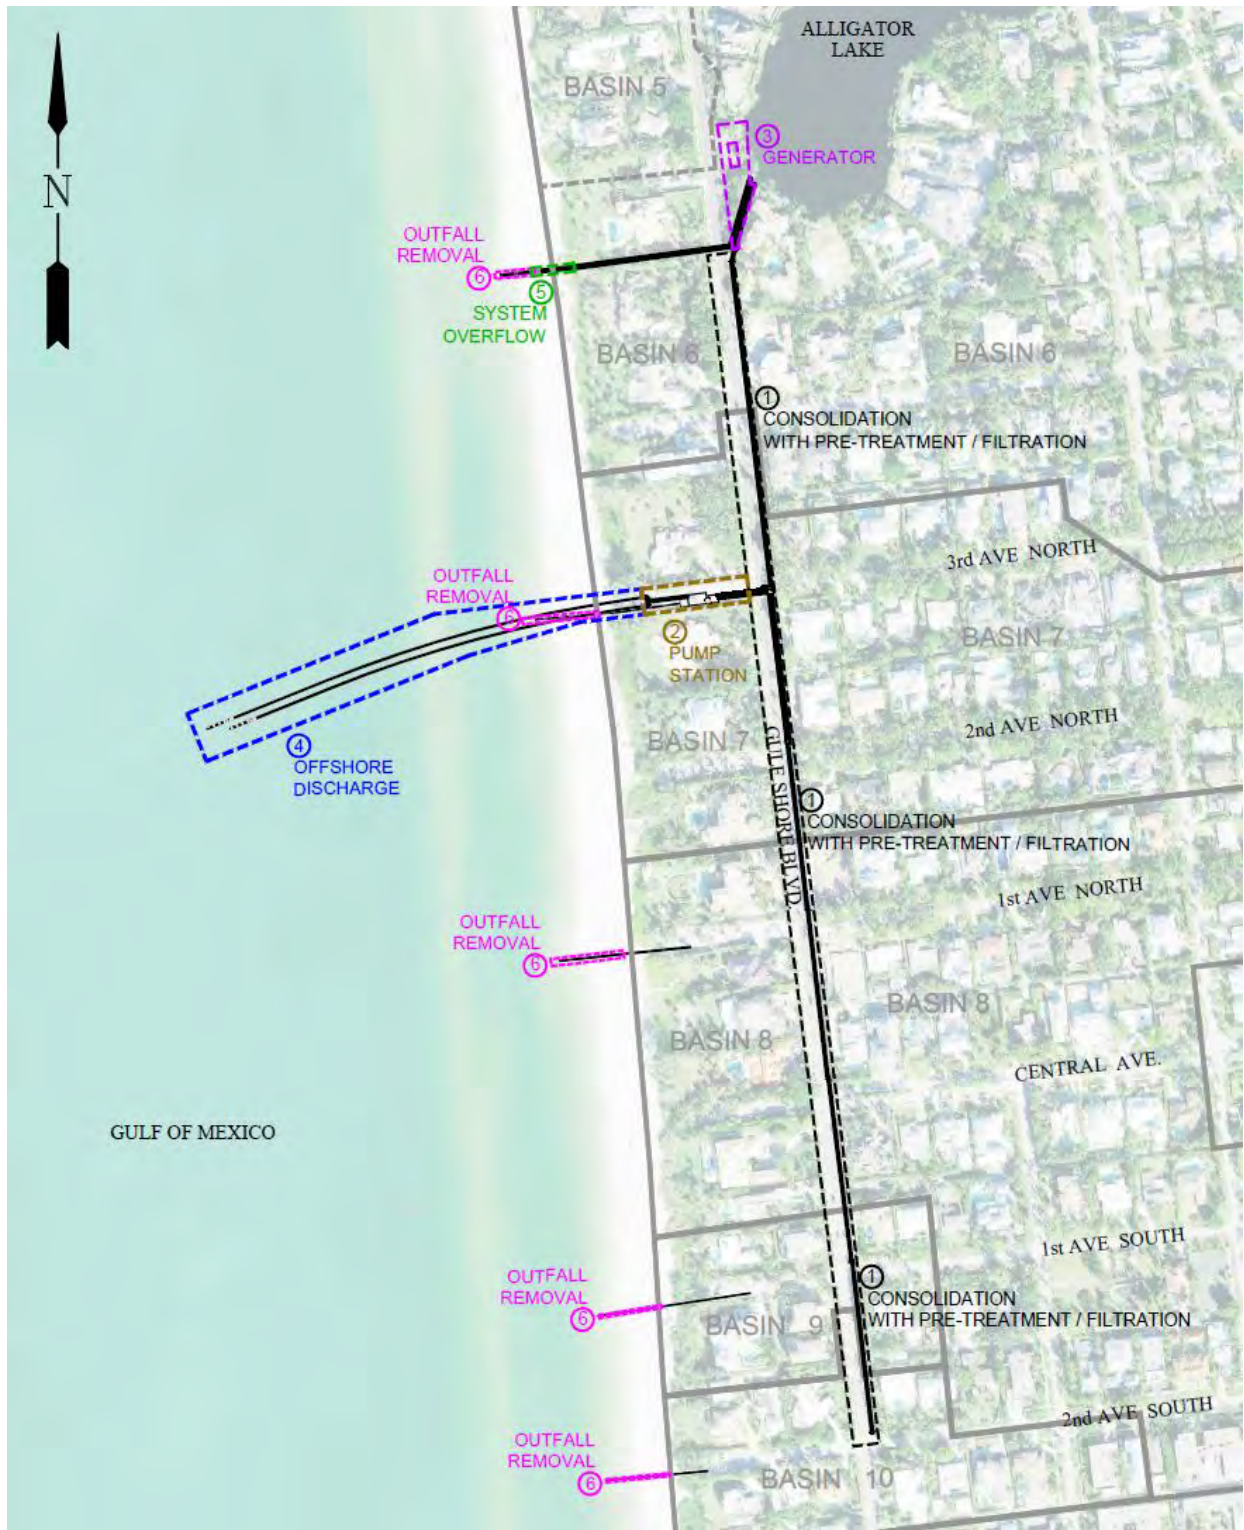 ALLIGATOR
LAKE
BASIN 5
3
GENERATOR
N
OUTFALL
REMOVAL
6
5
SYSTEM
OVERFLOW
BASIN 6
BASIN 6
1
CONSOLIDATION
WITH PRE-TREATMENT / FILTRATION
3rd AVE NORTH
OUTFALL
REMOVAL
6
2
PUMP
STATION
BASIN 7
BASIN 7
2nd AVE NORTH
4
OFFSHORE
DISCHARGE
GULF SHORE BLVD.
1
CONSOLIDATION
WITH PRE-TREATMENT / FILTRATION
1st AVE NORTH
OUTFALL
REMOVAL
6
BASIN 8
BASIN 8
CENTRAL AVE.
GULF OF MEXICO
1st AVE SOUTH
OUTFALL
REMOVAL
6
1
CONSOLIDATION
WITH PRE-TREATMENT / FILTRATION
BASIN 9
2nd AVE SOUTH
OUTFALL
REMOVAL
6
BASIN 10